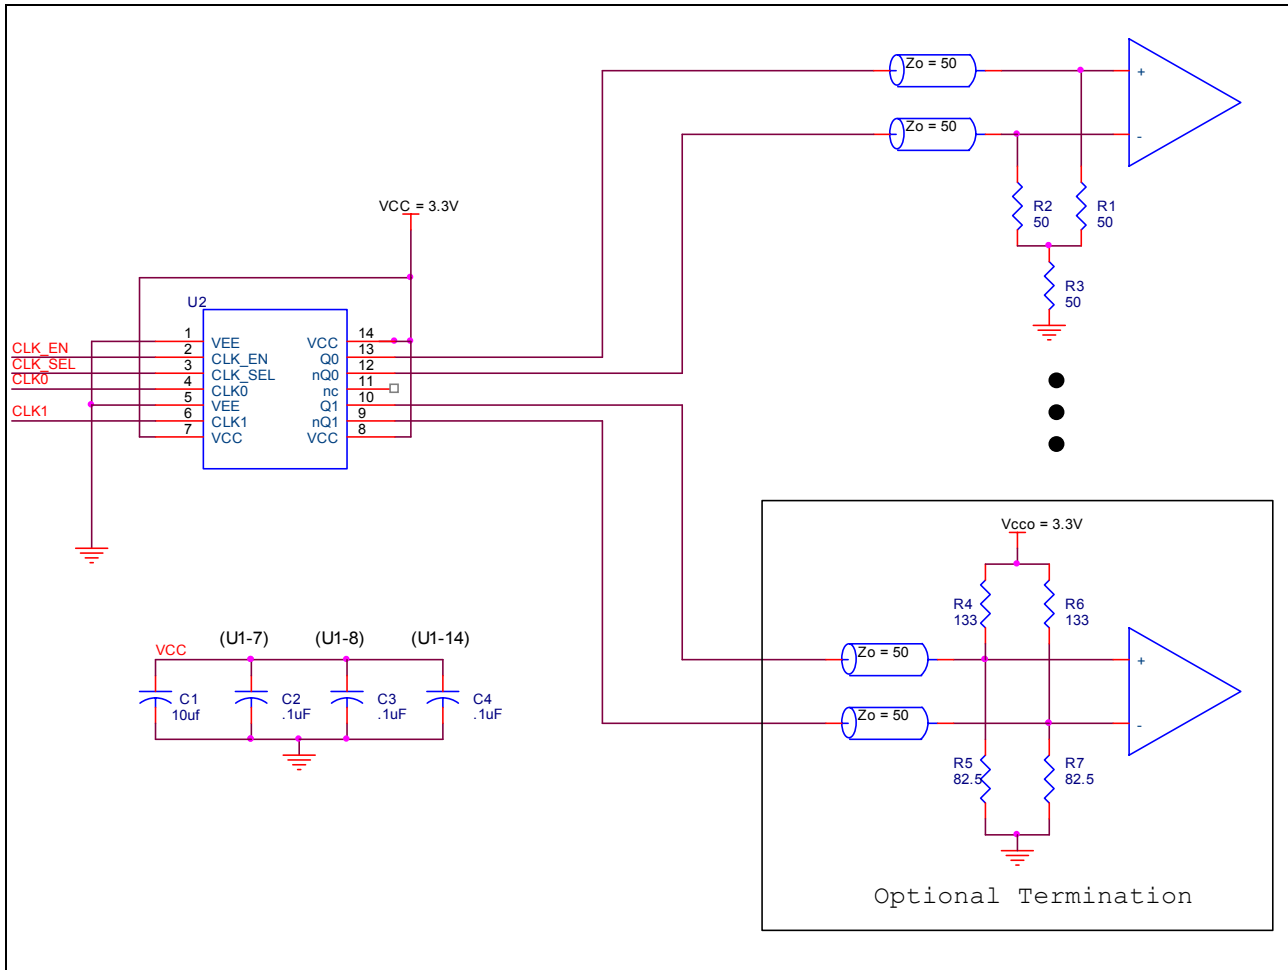 Zo = 50
+
Zo = 50
-
R2
50
R1
50
R3
50
VCC = 3.3V
U2
CLK_EN
CLK_SEL
CLK0
CLK1
1
2
3
4
5
6
7
VEE
CLK_EN
CLK_SEL
CLK0
VEE
CLK1
VCC
VCC
Q0
nQ0
nc
Q1
nQ1
VCC
14
13
12
11
10
9
8
Vcco = 3.3V
R4
133
R6
133
Zo = 50
+
Zo = 50
-
R5
82.5
R7
82.5
Optional Termination
VCC
(U1-7)
(U1-8)
(U1-14)
C1
10uf
C2
.1uF
C3
.1uF
C4
.1uF